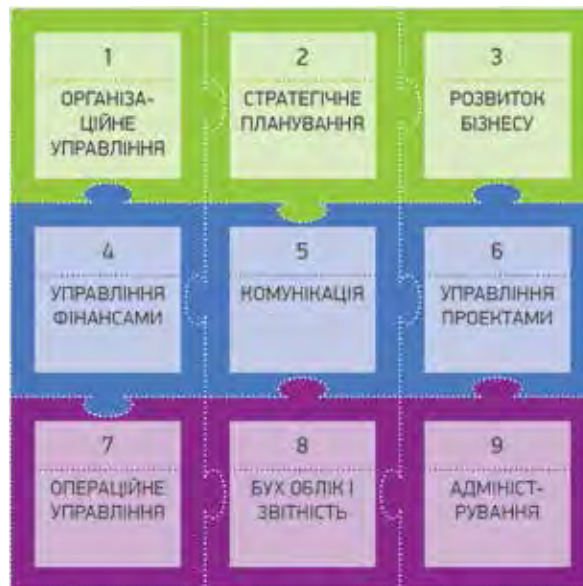 1
ОРГАНІЗА-
ЦІЙНЕ
УПРАВЛІННЯ
2
СТРАТЕГІЧНЕ
ПЛАНУВАННЯ
3
РОЗВИТОК
БІЗНЕСУ
4
УПРАВЛІННЯ
ФІНАНСАМИ
5
КОМУНІКАЦІЯ
6
УПРАВЛІННЯ
ПРОЕКТАМИ
7
ОПЕРАЦІЙНЕ
УПРАВЛІННЯ
8
БУХ ОБЛІК І
ЗВІТНІСТЬ
9
АДМІНІСТ-
РУВАННЯ